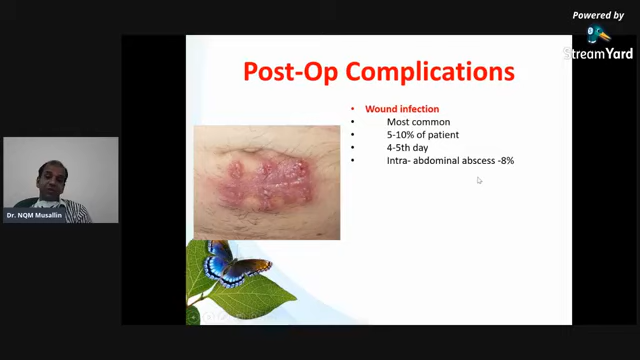 Powered by
StreamYard
Post-Op Complications
• Wound infection
• Most common
• 5-10% of patient
• 4-5th day
• Intra- abdominal abscess -8%
Dr. NQM Musallin